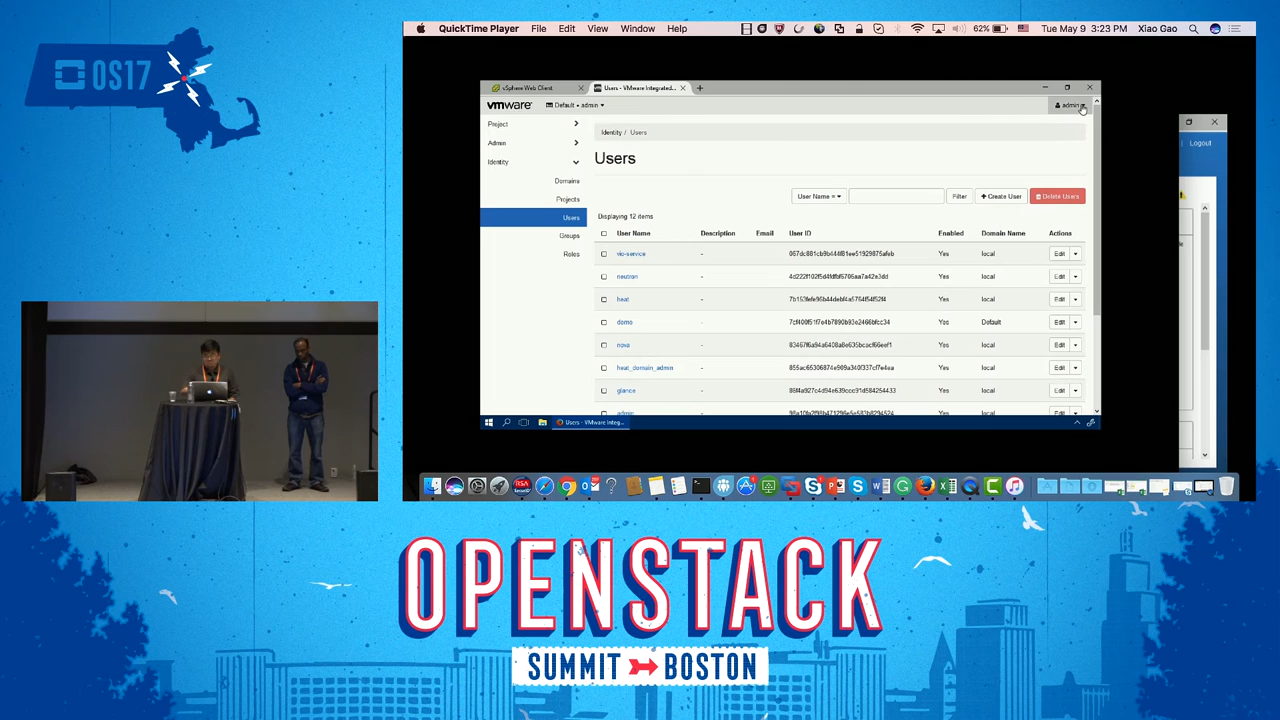 OS17
QuickTime Player File Edit View Window Help
62% Tue May 9 3:23 PM Xiao Gao
vSphere Web Client
Users - VMware Integrated...
vmware Default • admin
admin
Project
Admin
Identity
Domains
Projects
Users
Groups
Roles
Identity / Users
Users
User Name = Filter + Create User Delete Users
Displaying 12 items
User Name Description Email User ID Enabled Domain Name Actions
vio-service - Yes local Edit
neutron - Yes local Edit
heat - Yes local Edit
demo - Yes Default Edit
nova - Yes local Edit
heat_domain_admin - Yes local Edit
glance - Yes local Edit
admin
Users - VMware Integ...
Logout
OPENSTACK
SUMMIT BOSTON